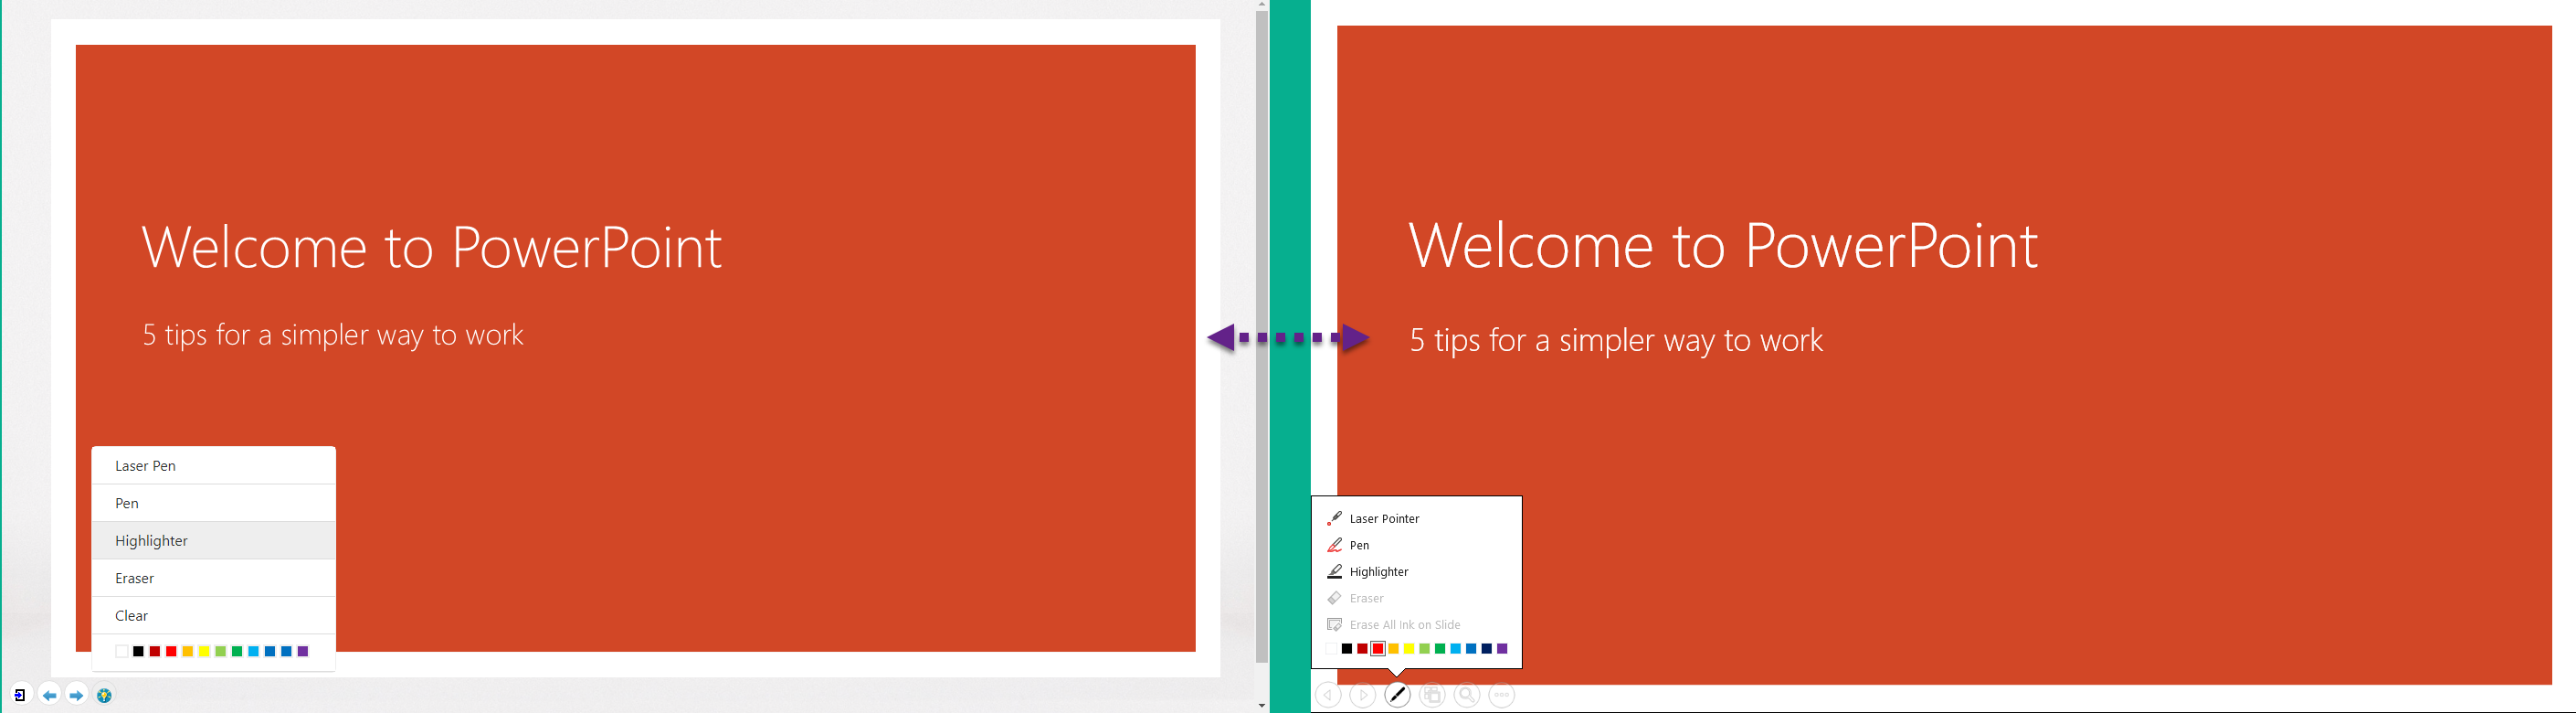 Welcome to PowerPoint
5 tips for a simpler way to work
Laser Pen
Pen
Highlighter
Eraser
Clear
Welcome to PowerPoint
5 tips for a simpler way to work
Laser Pointer
Pen
Highlighter
Eraser
Erase All Ink on Slide